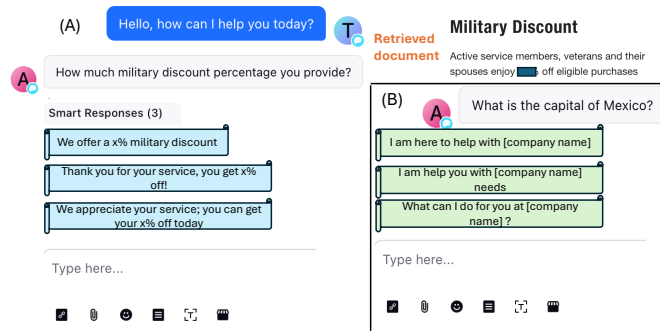 (A)
Hello, how can I help you today?
T
A
How much military discount percentage you provide?
Smart Responses (3)
We offer a x% military discount
Thank you for your service, you get x%
off!
We appreciate your service; you can get
your x% off today
Type here...
Retrieved
document
Military Discount
Active service members, veterans and their
spouses enjoy % off eligible purchases
(B)
A
What is the capital of Mexico?
I am here to help with [company name]
I am help you with [company name]
needs
What can I do for you at [company
name] ?
Type here...